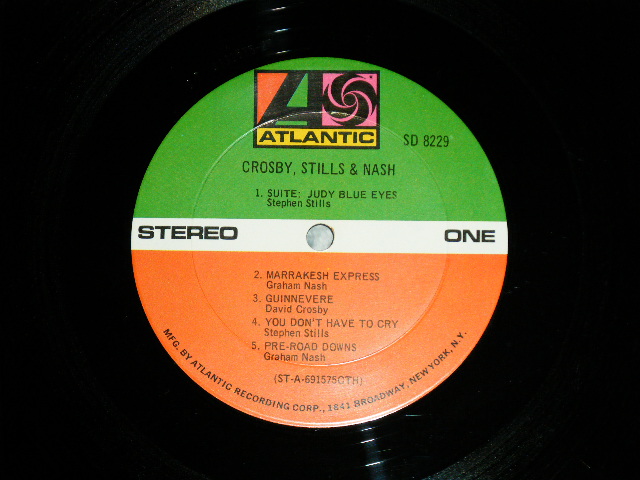 ATLANTIC
SD 8229
CROSBY, STILLS & NASH
1. SUITE: JUDY BLUE EYES
Stephen Stills
STEREO
ONE
2. MARRAKESH EXPRESS
Graham Nash
3. GUINNEVERE
David Crosby
4. YOU DON'T HAVE TO CRY
Stephen Stills
5. PRE-ROAD DOWNS
Graham Nash
(ST-A-691575CTH)
MFG. BY ATLANTIC RECORDING CORP., 1841 BROADWAY, NEW YORK, N.Y.